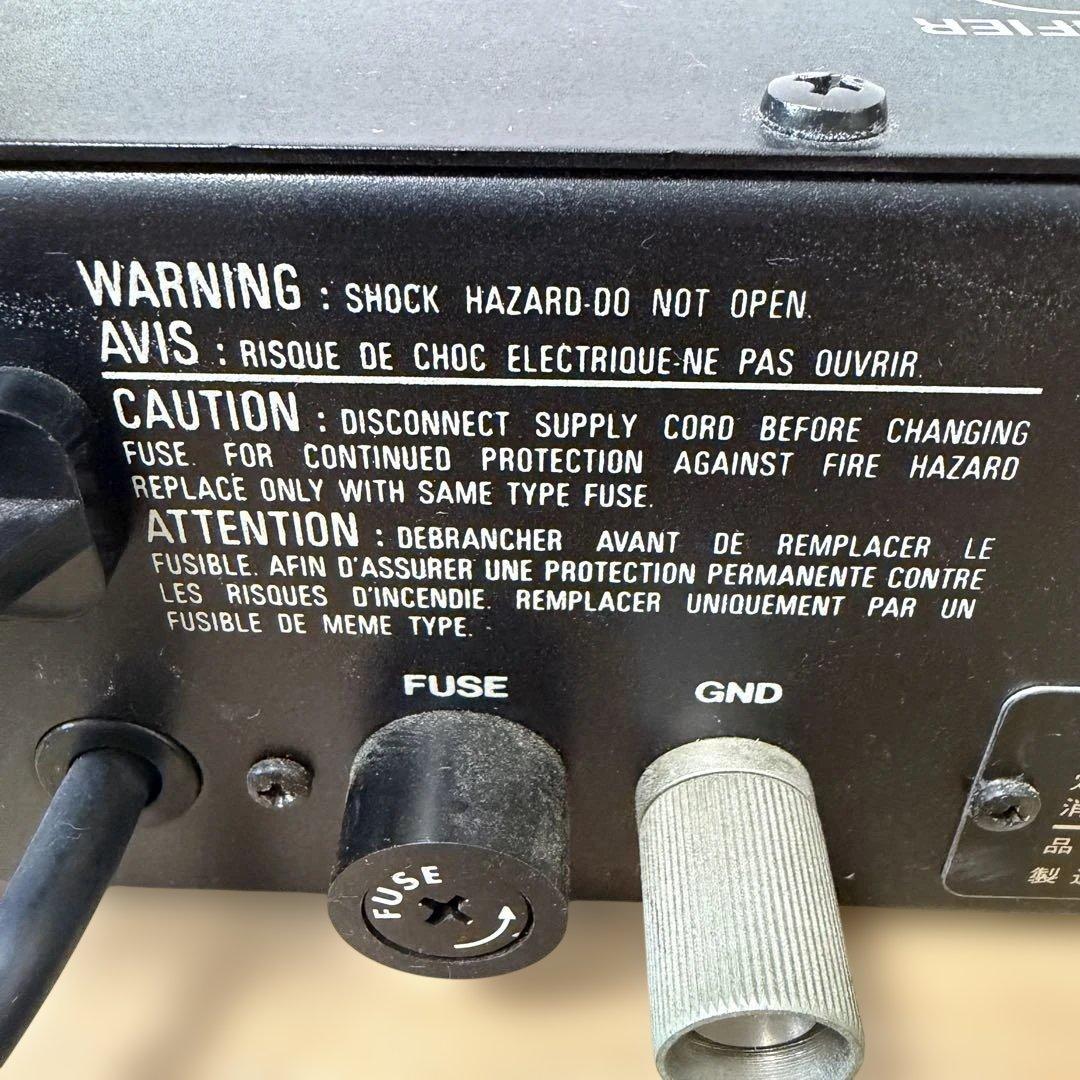 WARNING : SHOCK HAZARD-DO NOT OPEN.
AVIS : RISQUE DE CHOC ELECTRIQUE-NE PAS OUVRIR.
CAUTION : DISCONNECT SUPPLY CORD BEFORE CHANGING
FUSE. FOR CONTINUED PROTECTION AGAINST FIRE HAZARD
REPLACE ONLY WITH SAME TYPE FUSE.
ATTENTION : DEBRANCHER AVANT DE REMPLACER LE
FUSIBLE. AFIN D'ASSURER UNE PROTECTION PERMANENTE CONTRE
LES RISQUES D'INCENDIE. REMPLACER UNIQUEMENT PAR UN
FUSIBLE DE MEME TYPE.
FUSE
GND
FUSE
品
製